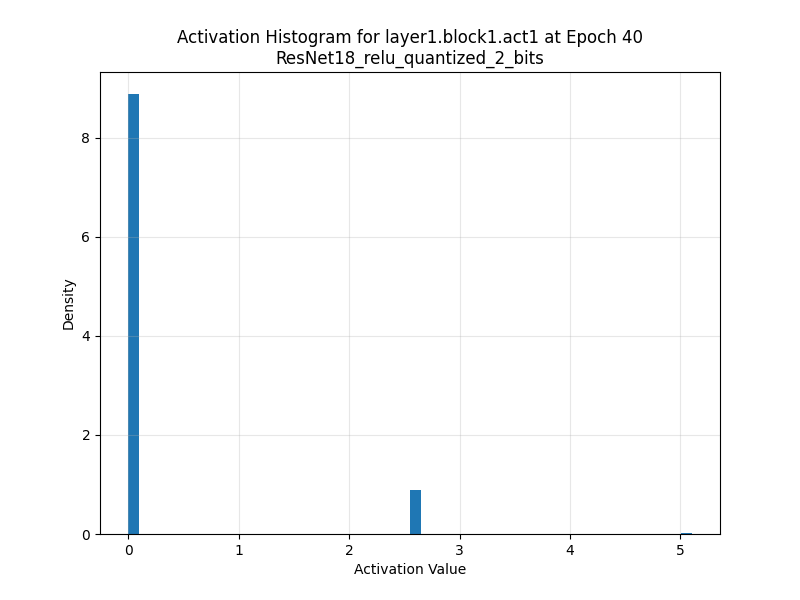 Activation Histogram for layer1.block1.act1 at Epoch 40
ResNet18_relu_quantized_2_bits
8
6
4
2
0
Density
0 1 2 3 4 5
Activation Value